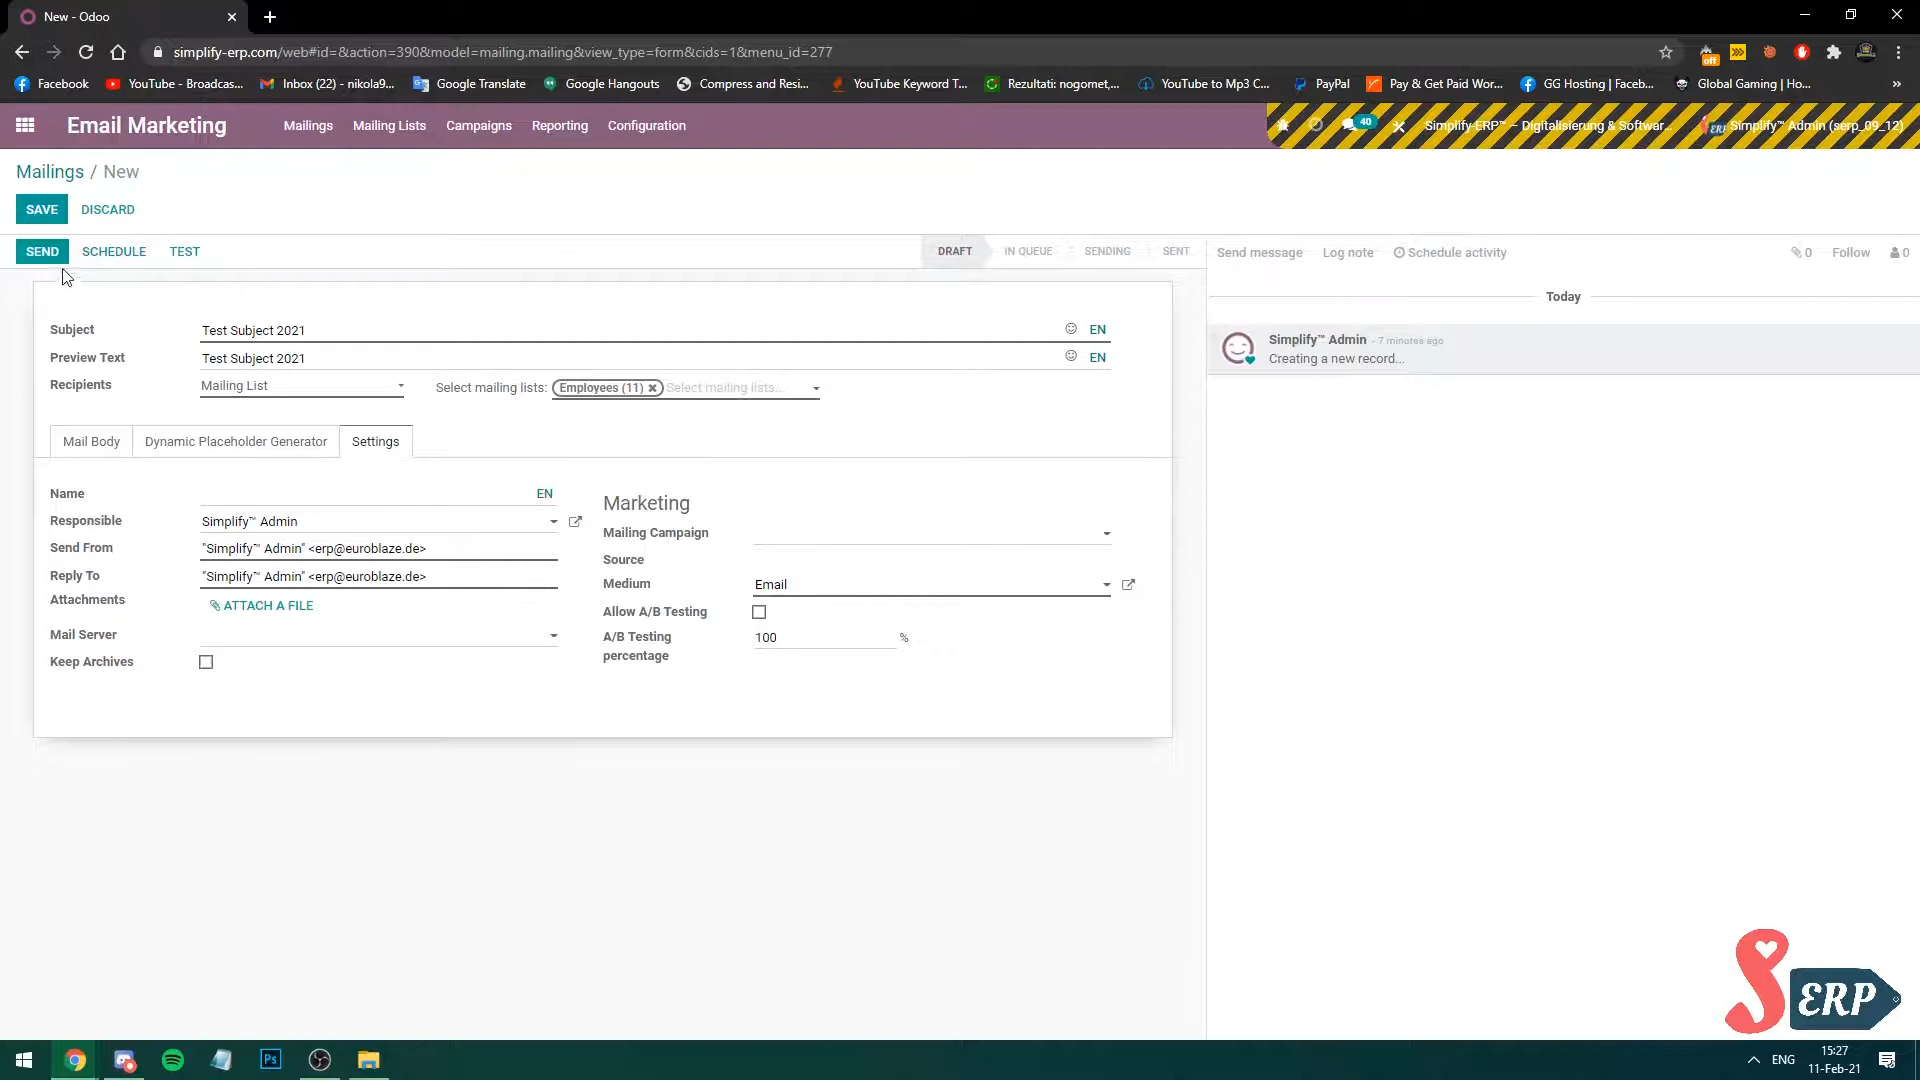 New - Odoo
simplify-erp.com/web#id=&action=390&model=mailing.mailing&view_type=form&cids=1&menu_id=277
off
Facebook YouTube - Broadcas... Inbox (22) - nikola9... Google Translate Google Hangouts Compress and Resi... YouTube Keyword T... Rezultati: nogomet,... YouTube to Mp3 C... PayPal Pay & Get Paid Wor... GG Hosting | Faceb... Global Gaming | Ho... »
Email Marketing Mailings Mailing Lists Campaigns Reporting Configuration 40 Simplify-ERP™ – Digitalisierung & Softwar... Simplify™ Admin (serp_09_12)
Mailings / New
SAVE DISCARD
SEND SCHEDULE TEST DRAFT IN QUEUE SENDING SENT Send message Log note Schedule activity 0 Follow 0
Today
Subject Test Subject 2021 EN
Simplify™ Admin - 7 minutes ago
Preview Text Test Subject 2021 EN
Creating a new record...
Recipients Mailing List Select mailing lists: Employees (11) Select mailing lists...
Mail Body Dynamic Placeholder Generator Settings
Name EN
Responsible Simplify™ Admin
Send From "Simplify™ Admin" <erp@euroblaze.de>
Reply To "Simplify™ Admin" <erp@euroblaze.de>
Attachments ATTACH A FILE
Mail Server
Keep Archives
Marketing
Mailing Campaign
Source
Medium Email
Allow A/B Testing
A/B Testing percentage 100 %
S ERP
Ps
ENG 15:27
11-Feb-21